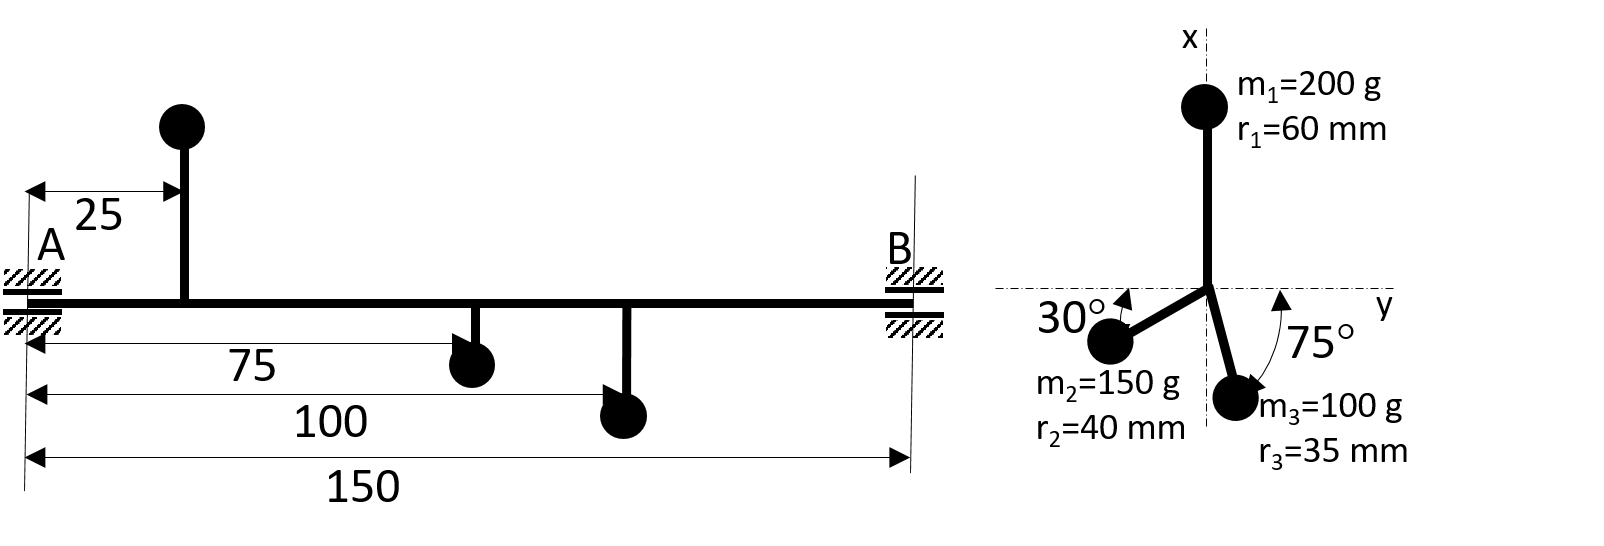 x
m₁=200 g
r₁=60 mm
25
A
B
30°
y
75°
75
m₂=150 g
r₂=40 mm
m₃=100 g
r₃=35 mm
100
150